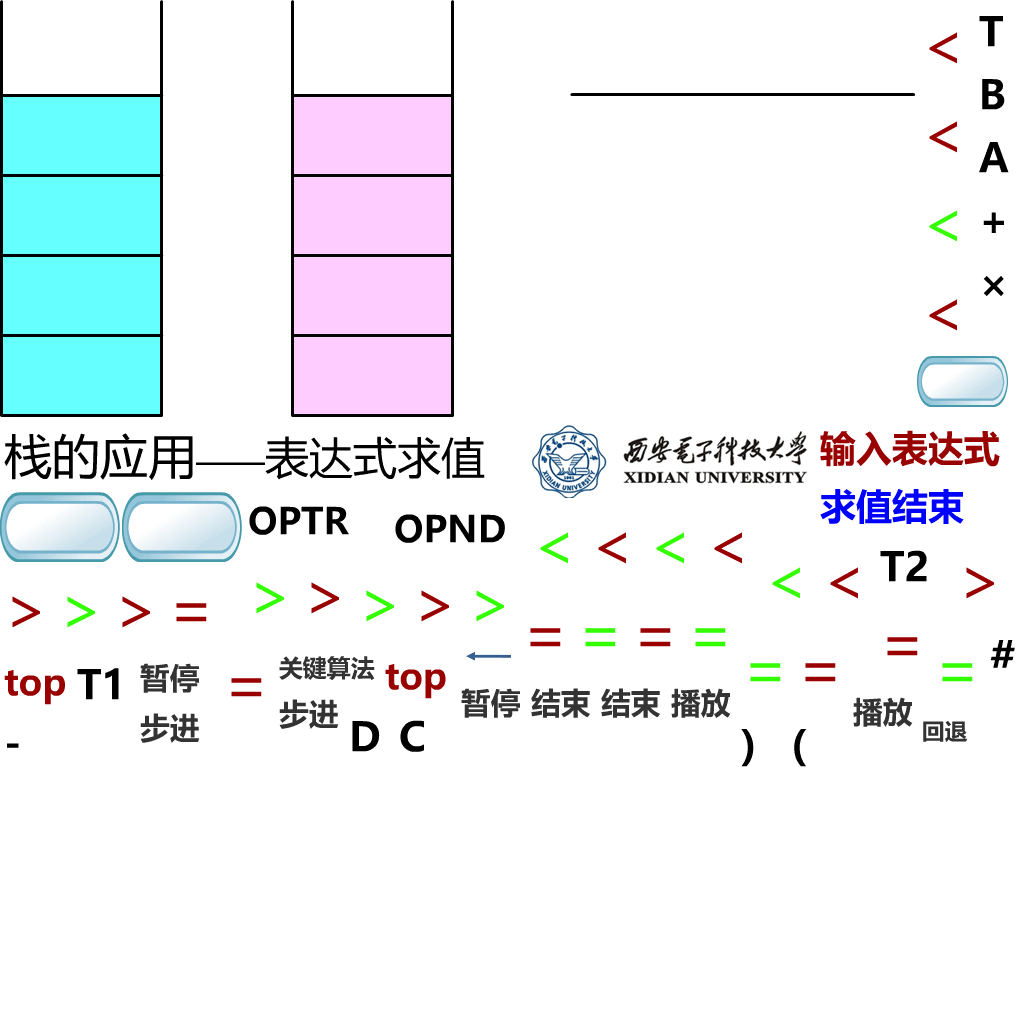 < T
B
< A
< +
×
<
栈的应用——表达式求值
西安电子科技大学
XIDIAN UNIVERSITY
输入表达式
求值结束
OPTR
OPND
< < < <
< < T2 >
> > > =
> > > > >
= = = =
= = = = #
top T1 暂停
步进
=
关键算法
步进
top
← 暂停 结束 结束 播放
播放
回退
-
D C
) (